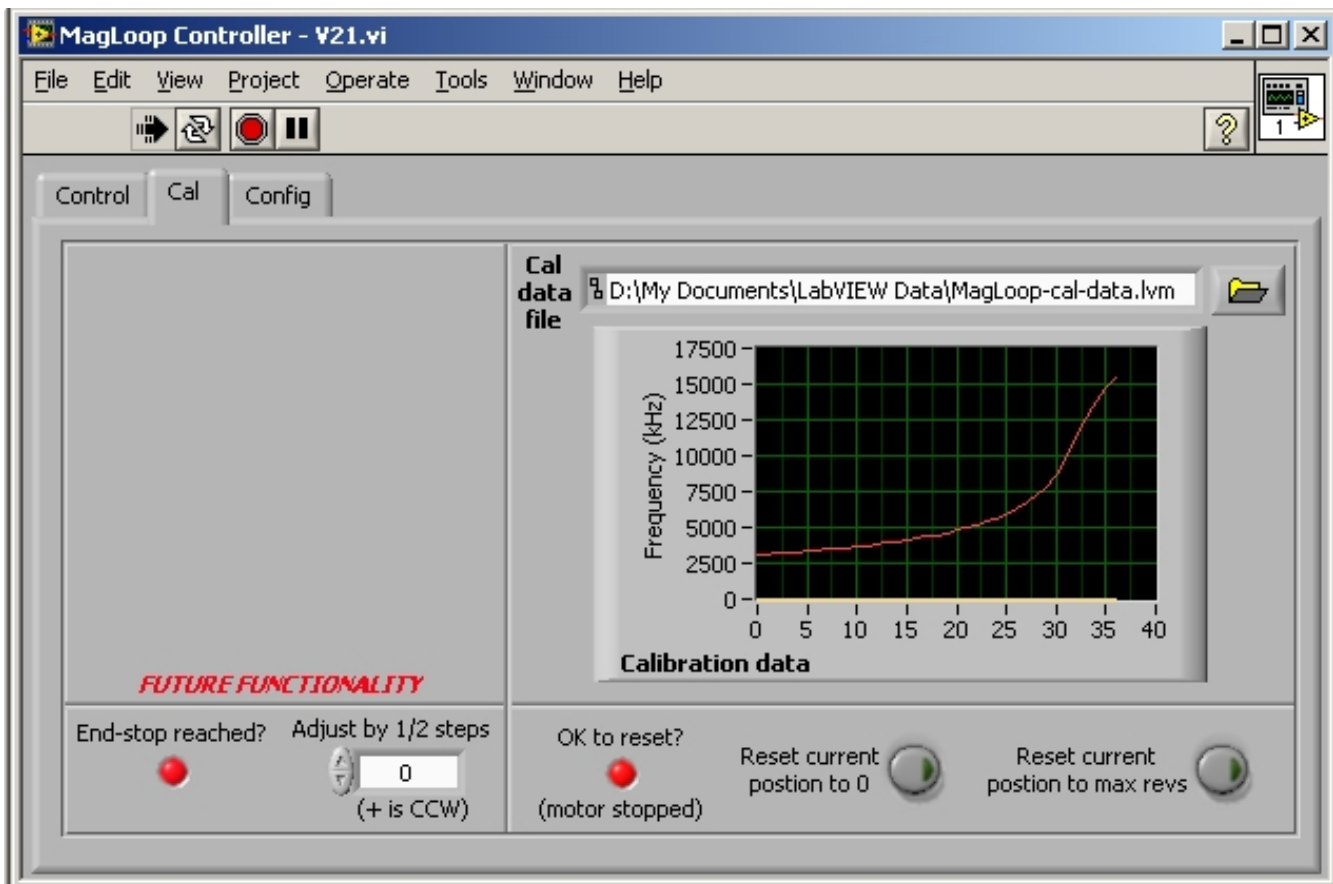 MagLoop Controller - V21.vi
File Edit View Project Operate Tools Window Help
1
Control Cal Config
Cal
data
file
D:\My Documents\LabVIEW Data\MagLoop-cal-data.lvm
17500
15000
12500
10000
7500
5000
2500
0
Frequency (kHz)
0 5 10 15 20 25 30 35 40
Calibration data
FUTURE FUNCTIONALITY
End-stop reached?
Adjust by 1/2 steps
0
(+ is CCW)
OK to reset?
(motor stopped)
Reset current
postion to 0
Reset current
postion to max revs